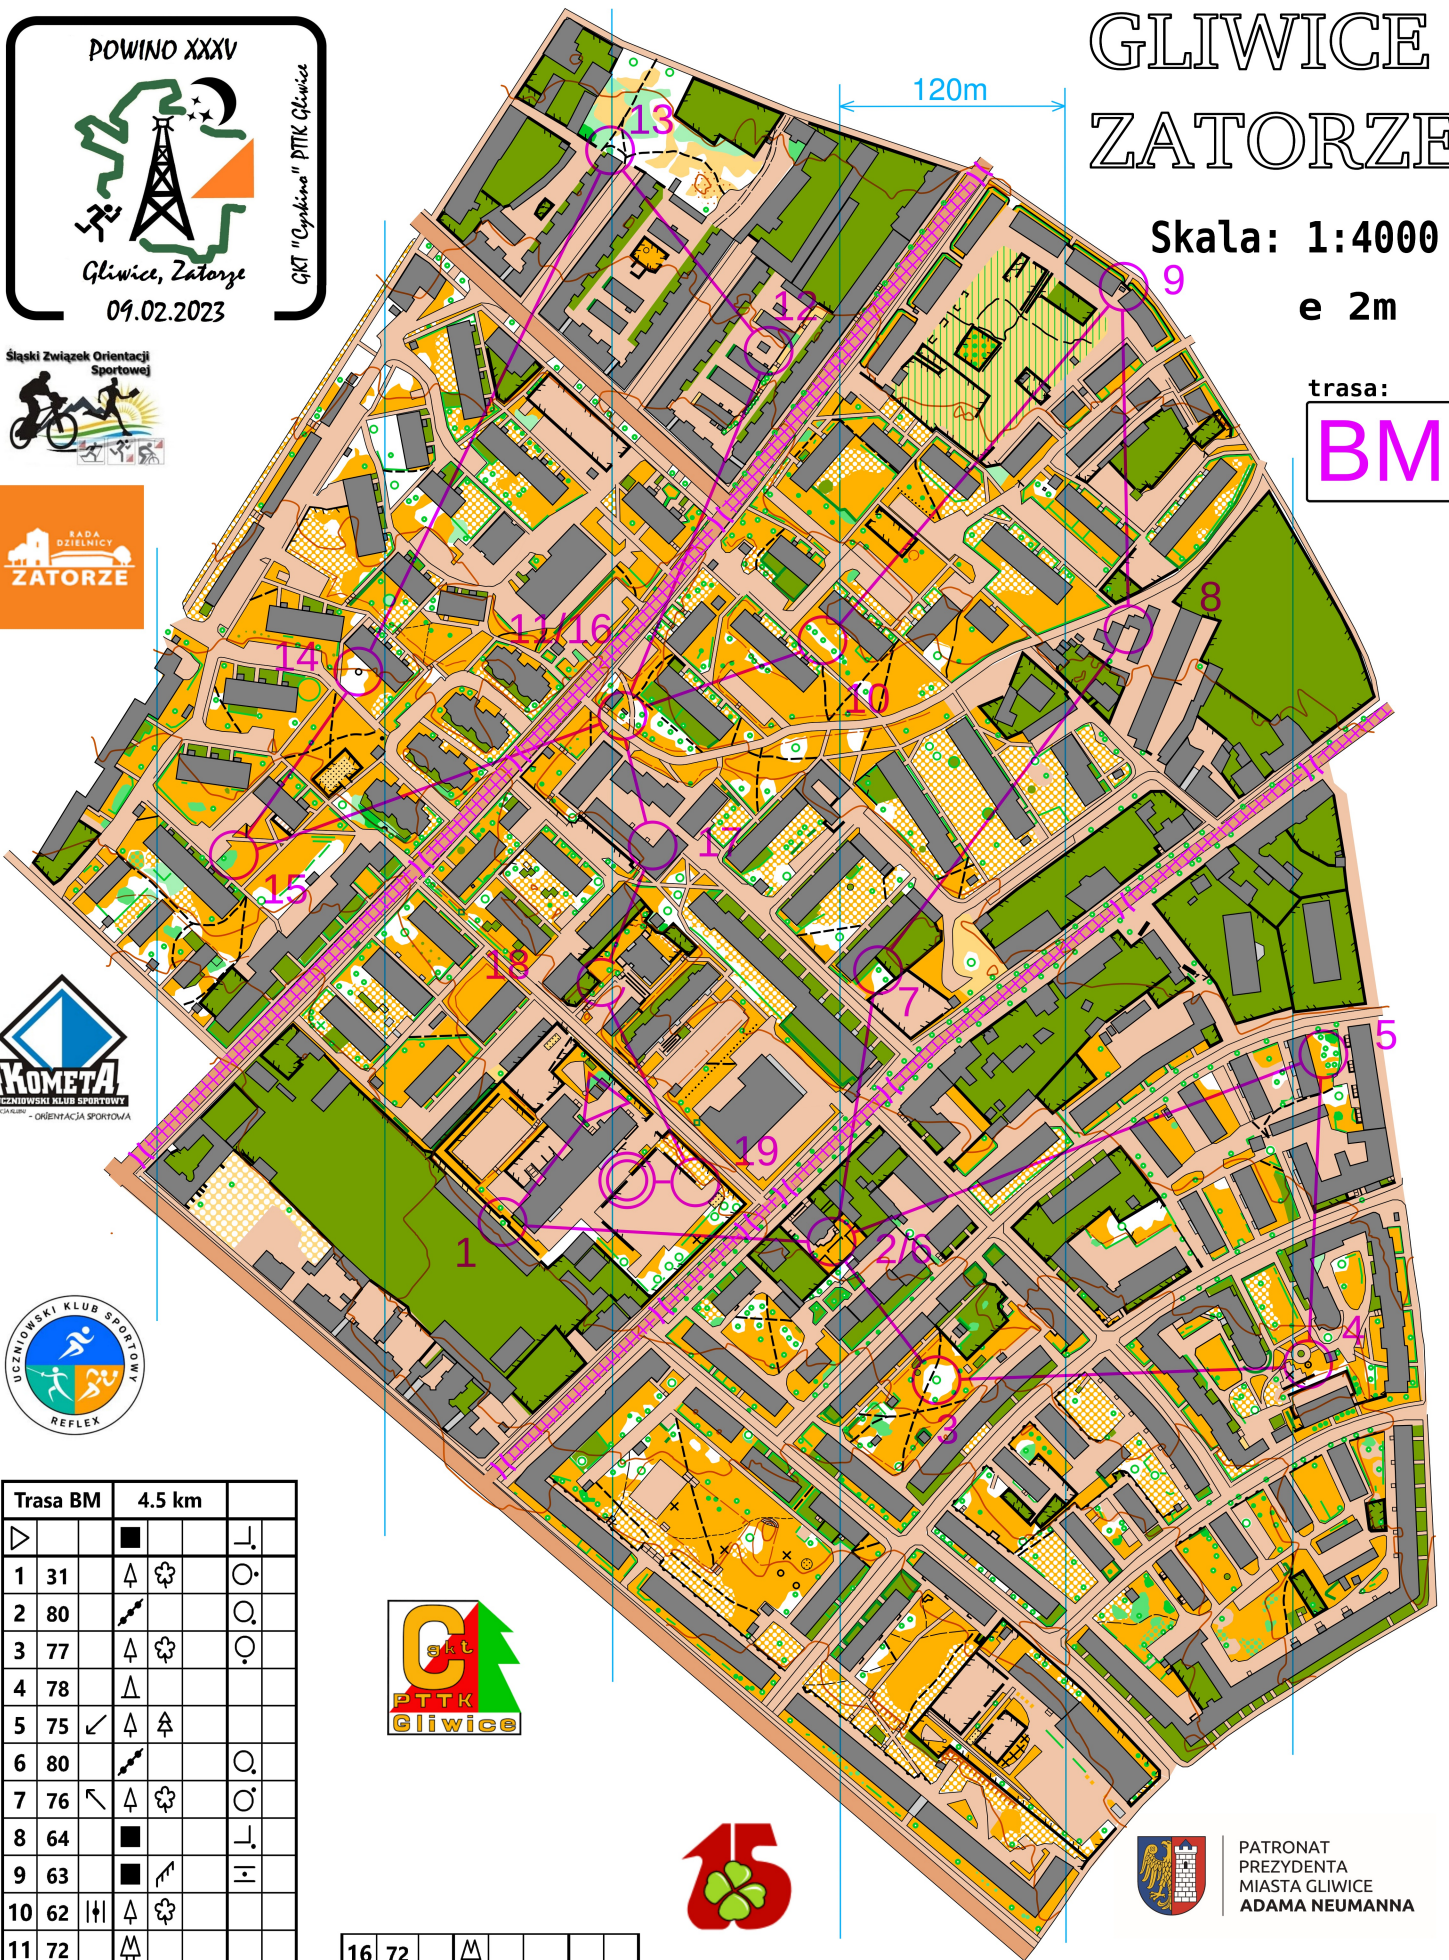 POWINO XXXV
GKT "Cyrkino" PTTK Gliwice
Gliwice, Zatorze
09.02.2023
GLIWICE
ZATORZE
Skala: 1:4000
e 2m
trasa:
BM
120m
Śląski Związek Orientacji
Sportowej
RADA
DZIELNICY
ZATORZE
KOMETA
UCZNIOWSKI KLUB SPORTOWY
- ORIENTACJA SPORTOWA
UCZNIOWSKI KLUB SPORTOWY
REFLEX
13
12
9
11/16
14
8
10
17
15
18
7
5
19
1
2/6
4
3
Trasa BM 4.5 km
1 31
2 80
3 77
4 78
5 75
6 80
7 76
8 64
9 63
10 62
11 72
16 72
C gkt
PTTK
Gliwice
15
PATRONAT
PREZYDENTA
MIASTA GLIWICE
ADAMA NEUMANNA